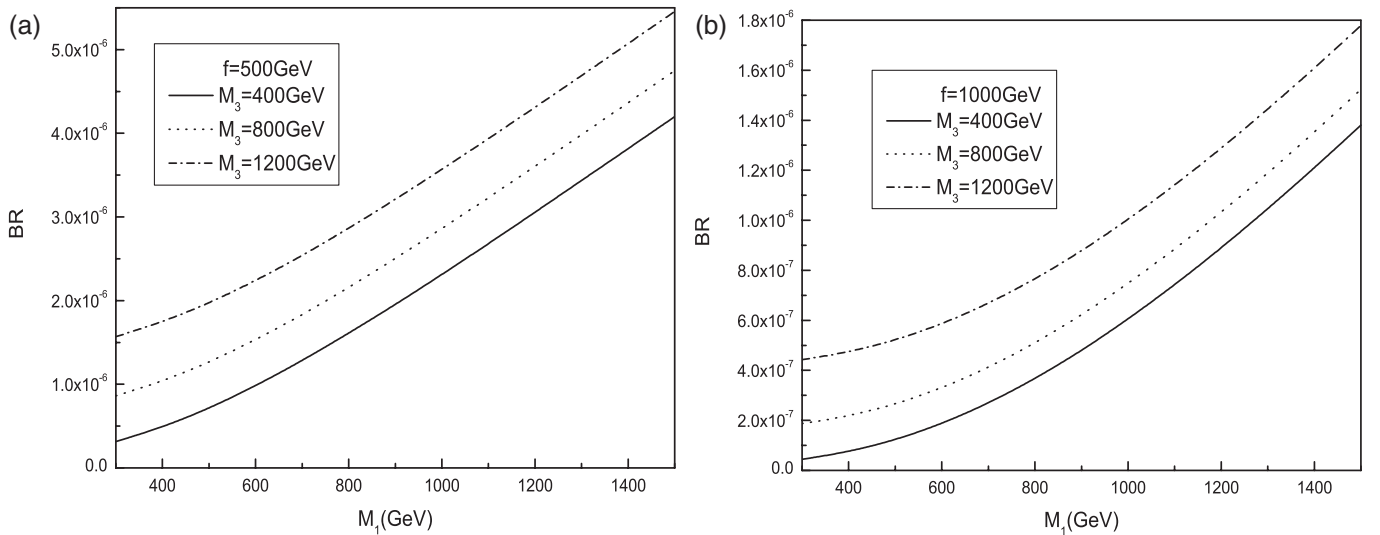 (a)
5.0x10⁻⁶
4.0x10⁻⁶
3.0x10⁻⁶
2.0x10⁻⁶
1.0x10⁻⁶
0.0
BR
f=500GeV
M₃=400GeV
M₃=800GeV
M₃=1200GeV
400 600 800 1000 1200 1400
M₁(GeV)
(b)
1.8x10⁻⁶
1.6x10⁻⁶
1.4x10⁻⁶
1.2x10⁻⁶
1.0x10⁻⁶
8.0x10⁻⁷
6.0x10⁻⁷
4.0x10⁻⁷
2.0x10⁻⁷
0.0
BR
f=1000GeV
M₃=400GeV
M₃=800GeV
M₃=1200GeV
400 600 800 1000 1200 1400
M₁(GeV)